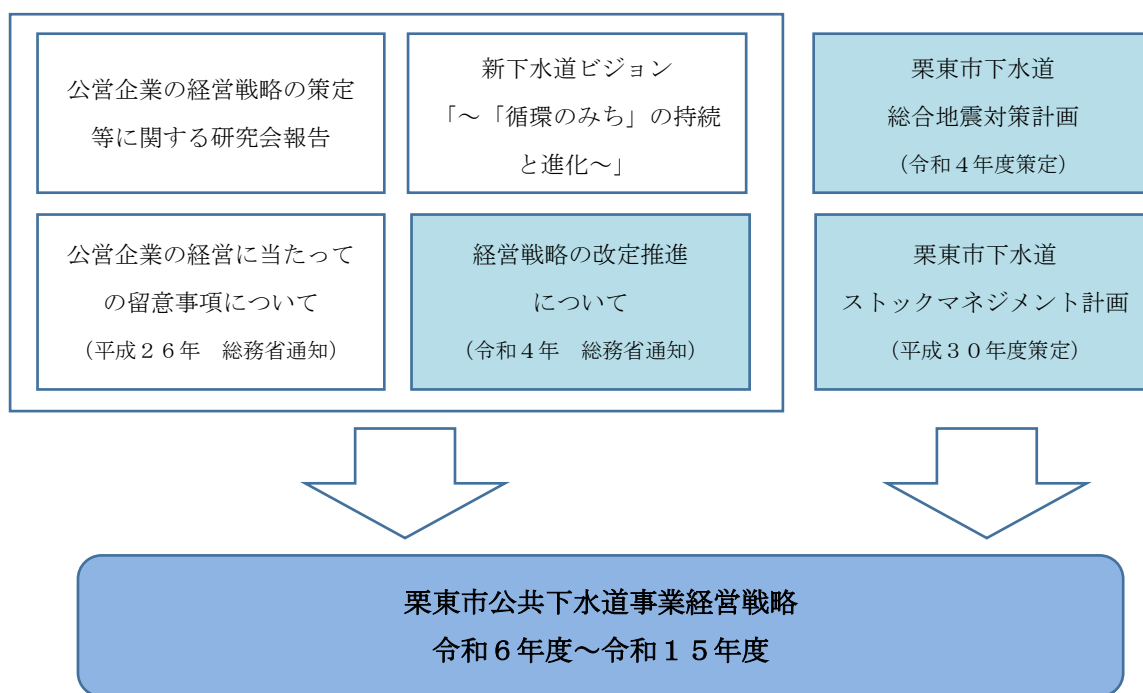 公営企業の経営戦略の策定
等に関する研究会報告
新下水道ビジョン
「～「循環のみち」の持続
と進化～」
栗東市下水道
総合地震対策計画
（令和４年度策定）
公営企業の経営に当たって
の留意事項について
（平成２６年　総務省通知）
経営戦略の改定推進
について
（令和４年　総務省通知）
栗東市下水道
ストックマネジメント計画
（平成３０年度策定）
栗東市公共下水道事業経営戦略
令和６年度～令和１５年度